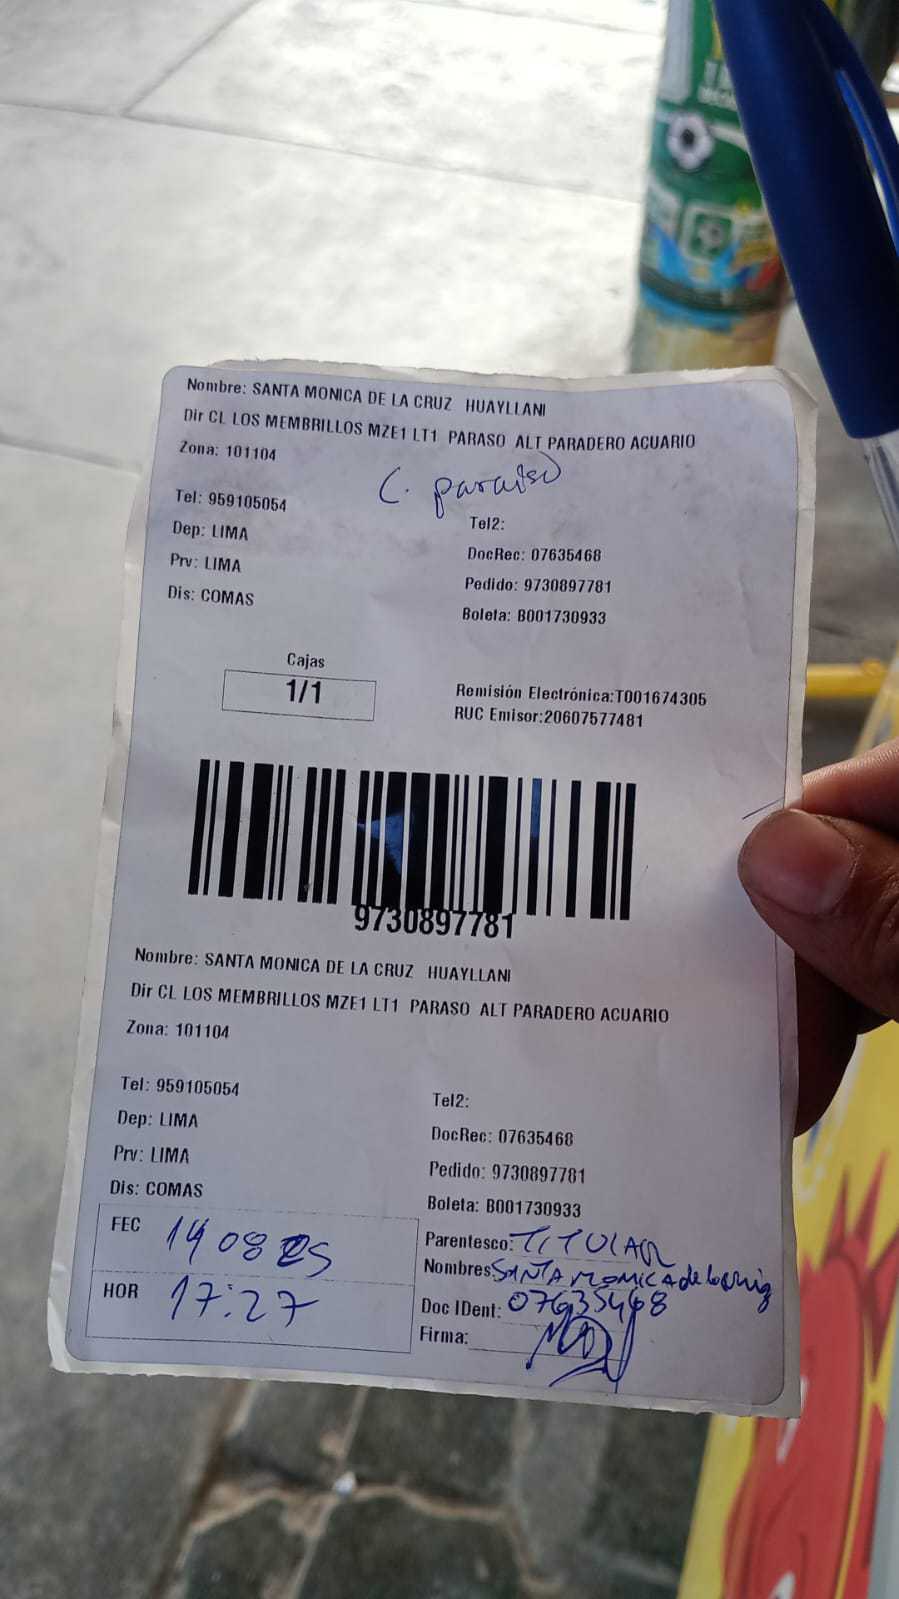 Nombre: SANTA MONICA DE LA CRUZ HUAYLLANI
Dir CL LOS MEMBRILLOS MZE1 LT1 PARASO ALT PARADERO ACUARIO
Zona: 101104
C. paraiso
Tel: 959105054
Tel2:
Dep: LIMA
DocRec: 07635468
Prv: LIMA
Pedido: 9730897781
Dis: COMAS
Boleta: B001730933
Cajas
1/1
Remisión Electrónica:T001674305
RUC Emisor:20607577481
9730897781
Nombre: SANTA MONICA DE LA CRUZ HUAYLLANI
Dir CL LOS MEMBRILLOS MZE1 LT1 PARASO ALT PARADERO ACUARIO
Zona: 101104
Tel: 959105054
Tel2:
Dep: LIMA
DocRec: 07635468
Prv: LIMA
Pedido: 9730897781
Dis: COMAS
Boleta: B001730933
FEC 14 08 25
Parentesco: TITULAR
Nombres: SANTA MONICA de la cruz
HOR 17:27
Doc IDent: 07635468
Firma: